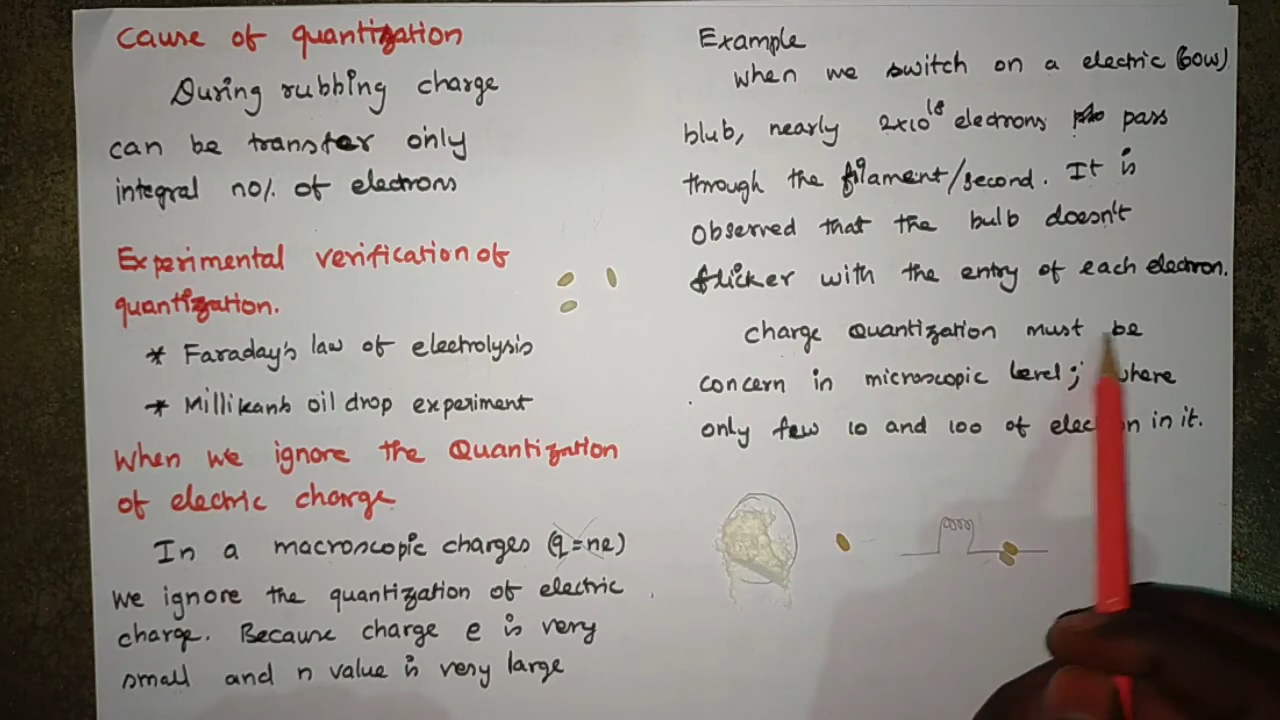 Cause of quantization
During rubbing charge
can be transfer only
integral no/. of electrons
Experimental verification of
quantization.
* Faraday's law of electrolysis
* Millikan's oil drop experiment
When we ignore the Quantization
of electric charge
In a macroscopic charges (q=ne)
we ignore the quantization of electric
charge. Because charge e is very
small and n value is very large
Example
When we switch on a electric (60W)
blub, nearly 2x10¹⁸ electrons pass
through the filament/second. It is
observed that the bulb doesn't
flicker with the entry of each electron.
charge Quantization must be
concern in microscopic level; where
only few 10 and 100 of electron in it.